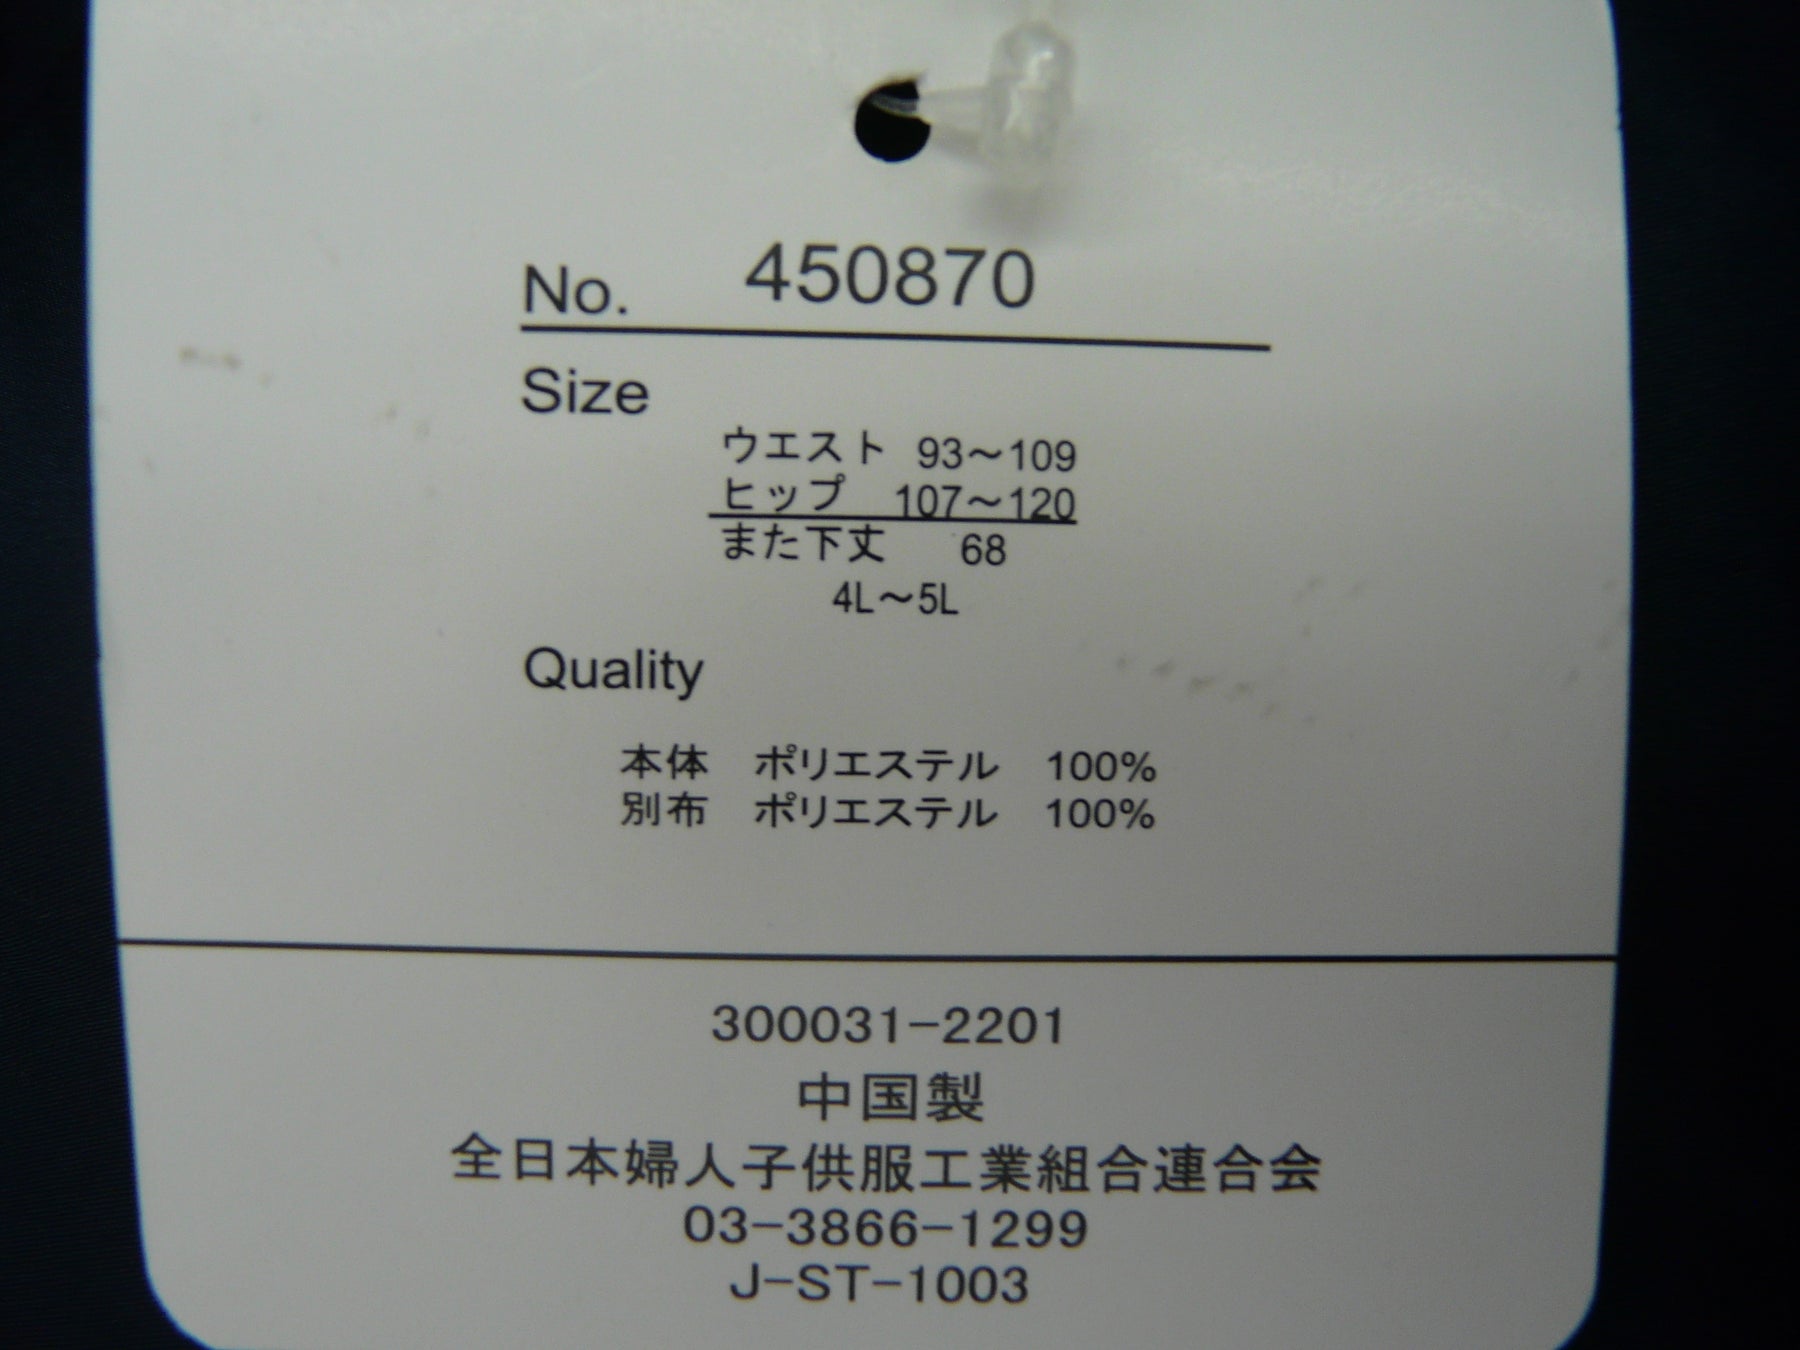 No. 450870
Size
ウエスト 93～109
ヒップ 107～120
また下丈 68
4L～5L
Quality
本体 ポリエステル 100%
別布 ポリエステル 100%
300031-2201
中国製
全日本婦人子供服工業組合連合会
03-3866-1299
J-ST-1003